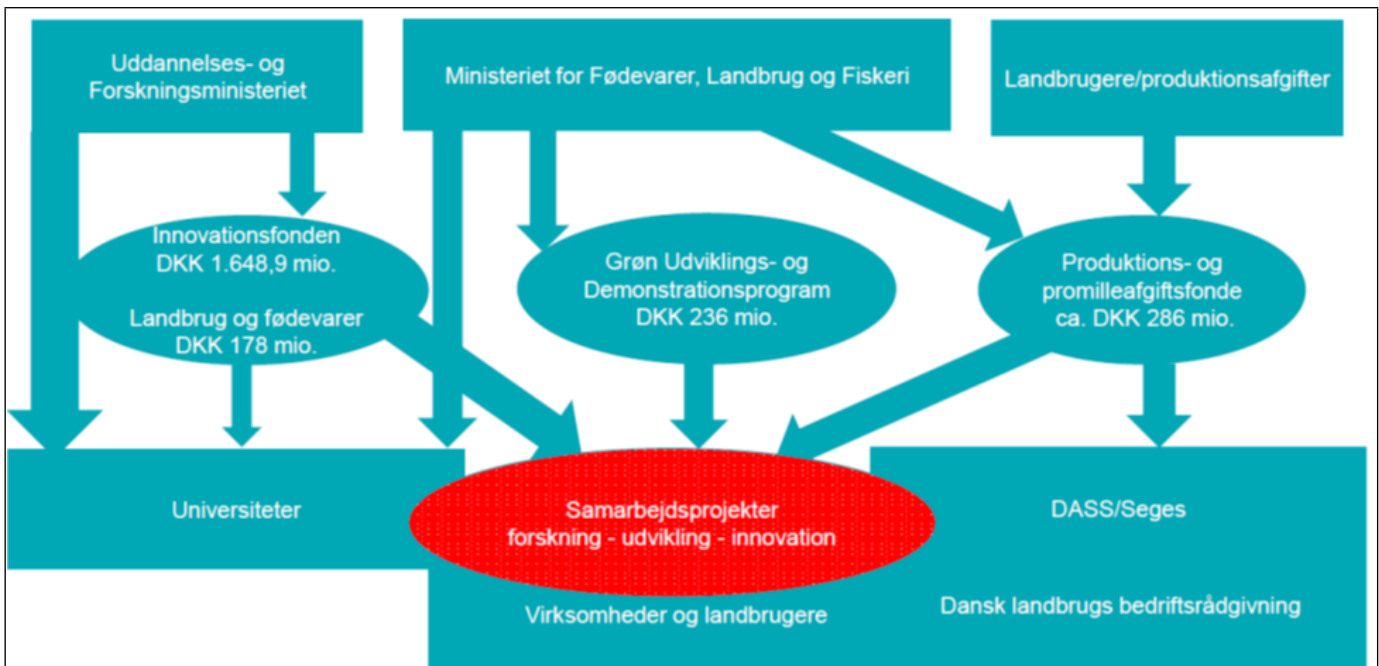 Uddannelses- og
Forskningsministeriet
Ministeriet for Fødevarer, Landbrug og Fiskeri
Landbrugere/produktionsafgifter
Innovationsfonden
DKK 1.648,9 mio.
Landbrug og fødevarer
DKK 178 mio.
Grøn Udviklings- og
Demonstrationsprogram
DKK 236 mio.
Produktions- og
promilleafgiftsfonde
ca. DKK 286 mio.
Universiteter
Samarbejdsprojekter
forskning - udvikling - innovation
DASS/Seges
Virksomheder og landbrugere
Dansk landbrugs bedriftsrådgivning